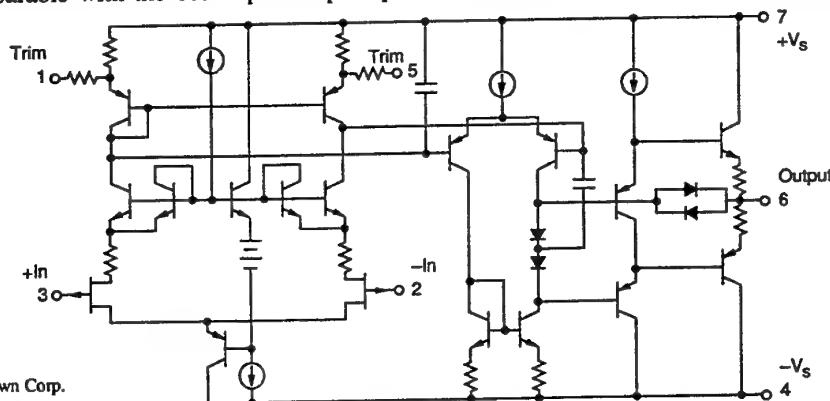 Trim
1
Trim
5
7
+Vs
Output
6
+In
3
–In
2
–Vs
4
wn Corp.